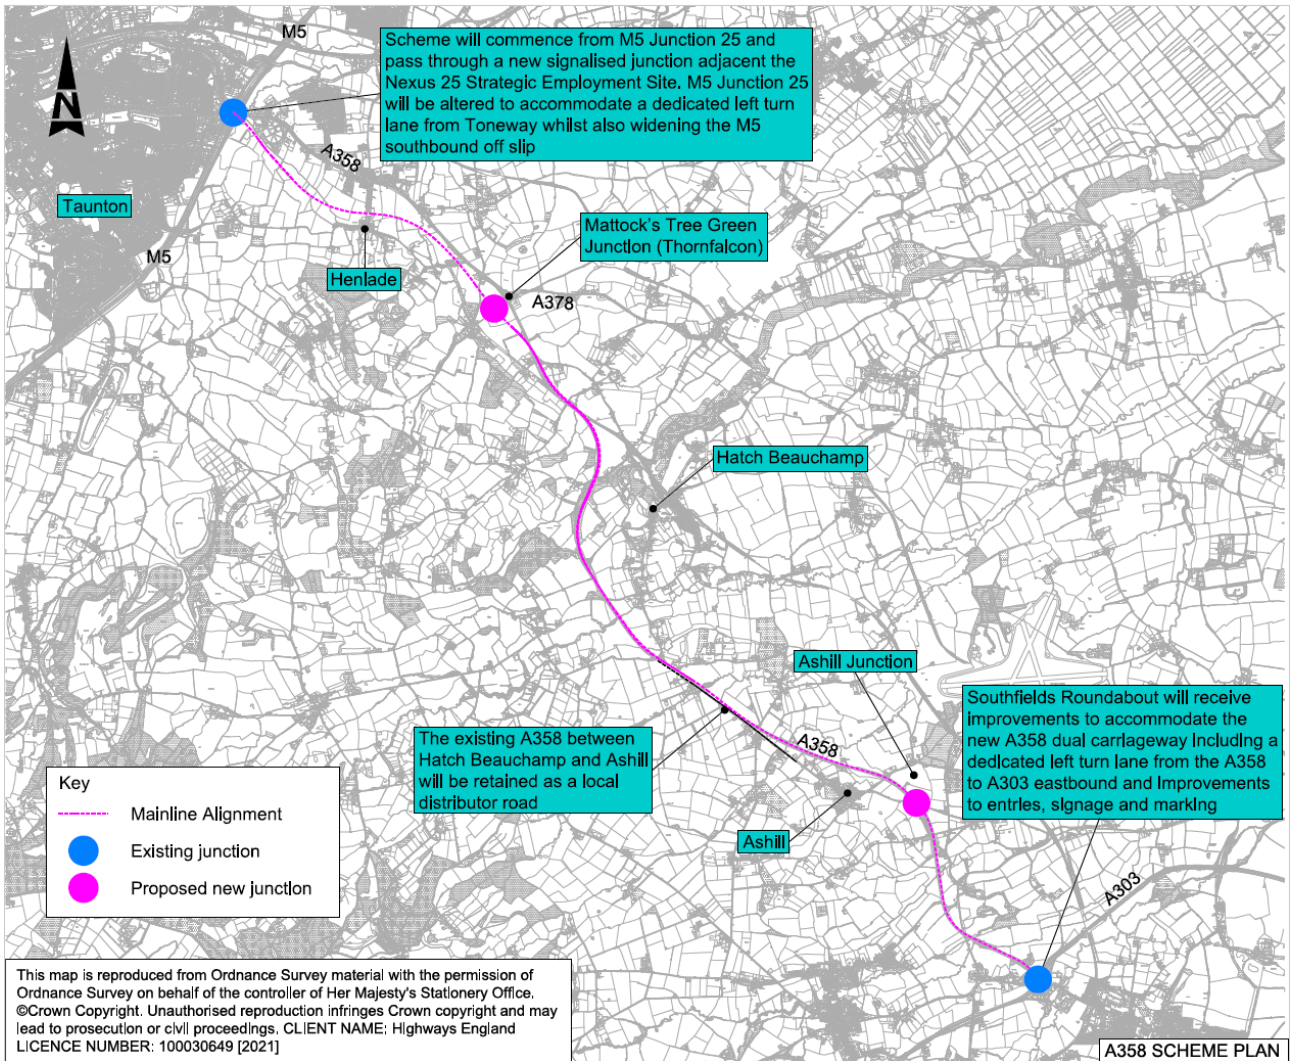 M5
Scheme will commence from M5 Junction 25 and
pass through a new signalised junction adjacent the
Nexus 25 Strategic Employment Site. M5 Junction 25
will be altered to accommodate a dedicated left turn
lane from Toneway whilst also widening the M5
southbound off slip
N
A358
Taunton
Mattock's Tree Green
Junction (Thornfalcon)
M5
Henlade
A378
Hatch Beauchamp
Ashill Junction
Southfields Roundabout will receive
improvements to accommodate the
new A358 dual carriageway including a
dedicated left turn lane from the A358
to A303 eastbound and improvements
to entries, signage and marking
The existing A358 between
Hatch Beauchamp and Ashill
will be retained as a local
distributor road
A358
Ashill
A303
Key
Mainline Alignment
Existing junction
Proposed new junction
This map is reproduced from Ordnance Survey material with the permission of
Ordnance Survey on behalf of the controller of Her Majesty's Stationery Office.
©Crown Copyright. Unauthorised reproduction infringes Crown copyright and may
lead to prosecution or civil proceedings. CLIENT NAME: Highways England
LICENCE NUMBER: 100030649 [2021]
A358 SCHEME PLAN